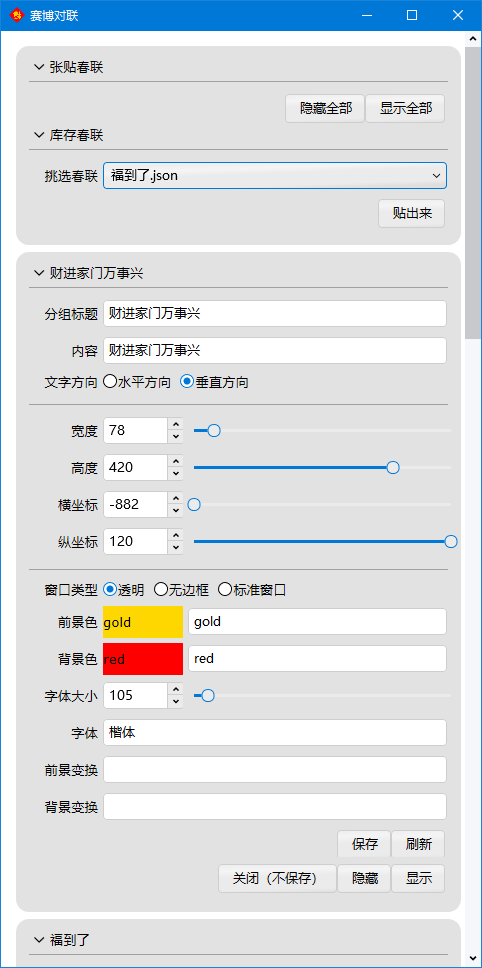 赛博对联
张贴春联
隐藏全部 显示全部
库存春联
挑选春联 福到了.json
贴出来
财进家门万事兴
分组标题 财进家门万事兴
内容 财进家门万事兴
文字方向 水平方向 垂直方向
宽度 78
高度 420
横坐标 -882
纵坐标 120
窗口类型 透明 无边框 标准窗口
前景色 gold gold
背景色 red red
字体大小 105
字体 楷体
前景变换
背景变换
保存 刷新
关闭（不保存） 隐藏 显示
福到了